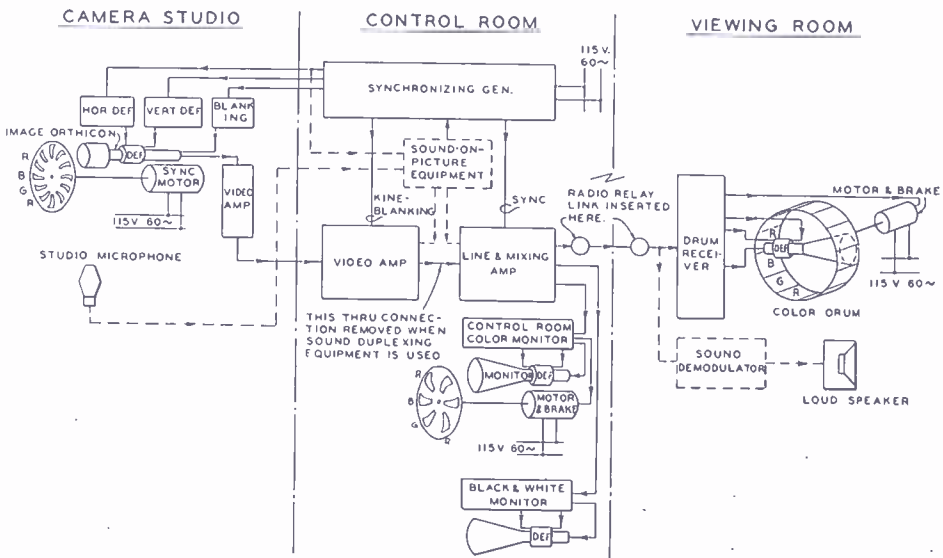 CAMERA STUDIO
CONTROL ROOM
VIEWING ROOM
115 V.
60~
SYNCHRONIZING GEN.
HOR DEF
VERT DEF
BLANK
ING
IMAGE ORTHICON
DEF
R
B
G
R
SYNC
MOTOR
115V 60~
VIDEO
AMP
STUDIO MICROPHONE
SOUND-ON-
PICTURE
EQUIPMENT
KINE-
BLANKING
SYNC
VIDEO AMP
LINE & MIXING
AMP
THIS THRU CONNEC-
TION REMOVED WHEN
SOUND DUPLEXING
EQUIPMENT IS USED
CONTROL ROOM
COLOR MONITOR
MONITOR
DEF
R
B
G
R
MOTOR
& BRAKE
115V 60~
BLACK & WHITE
MONITOR
DEF
RADIO RELAY
LINK INSERTED
HERE.
DRUM
RECEI-
VER
MOTOR & BRAKE
R
DEF
B
G
R
115 V 60~
COLOR DRUM
SOUND
DEMODULATOR
LOUD SPEAKER